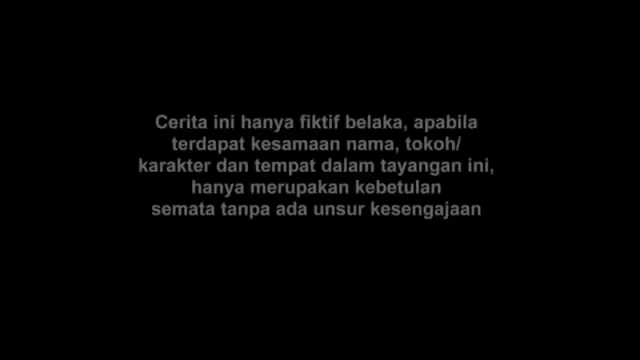 Cerita ini hanya fiktif belaka, apabila
terdapat kesamaan nama, tokoh/
karakter dan tempat dalam tayangan ini,
hanya merupakan kebetulan
semata tanpa ada unsur kesengajaan